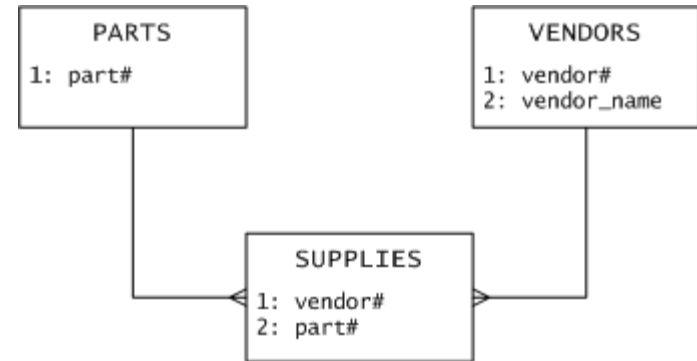 PARTS
1: part#
VENDORS
1: vendor#
2: vendor_name
SUPPLIES
1: vendor#
2: part#